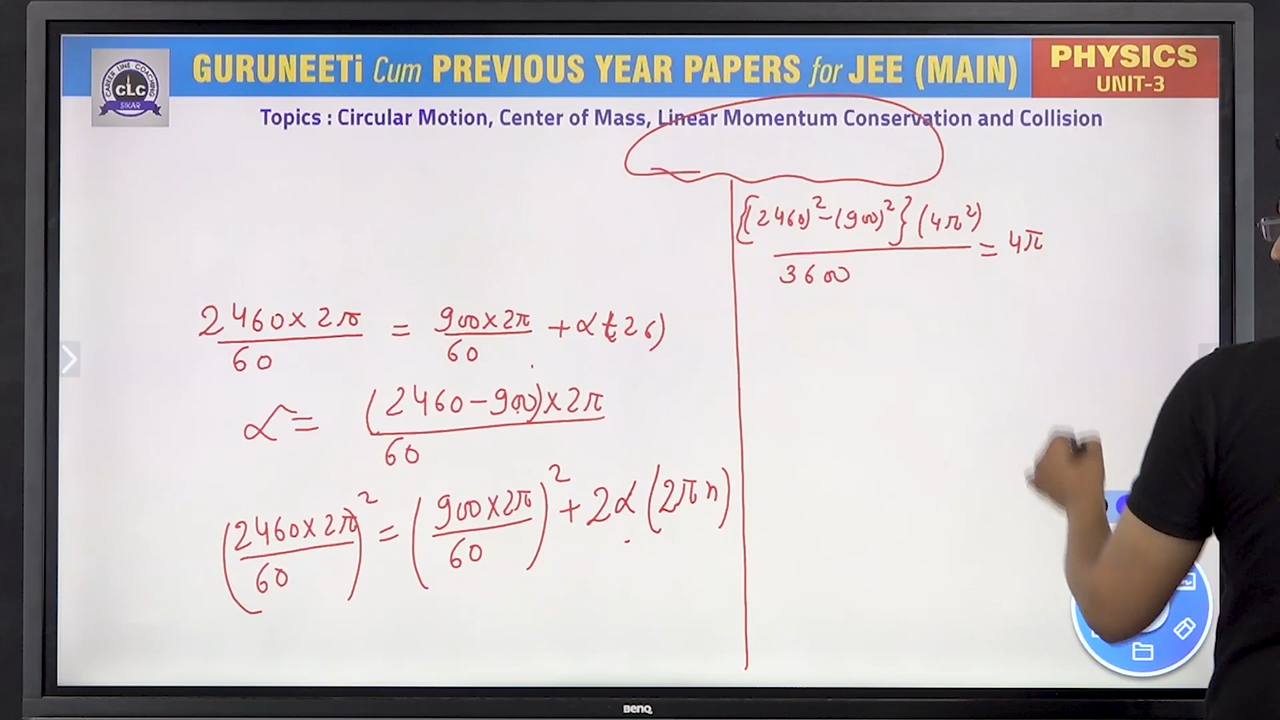 GURUNEETi Cum PREVIOUS YEAR PAPERS for JEE (MAIN)
PHYSICS
UNIT-3
CAREER LINE COACHING
CLC
SIKAR
Topics : Circular Motion, Center of Mass, Linear Momentum Conservation and Collision
{[2460)² - (900)²} (4π²) / 3600 = 4π
2460 x 2π / 60 = 900 x 2π / 60 + α(26)
α = (2460 - 900) x 2π / 60
(2460 x 2π / 60)² = (900 x 2π / 60)² + 2α (2πn)
BenQ